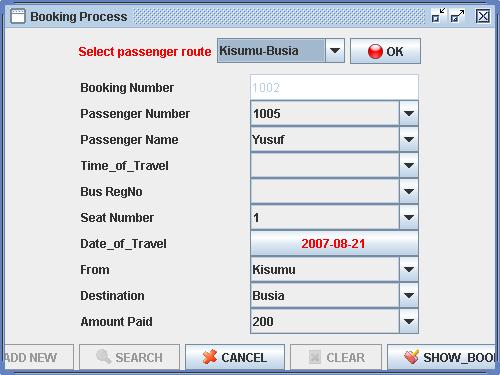 Booking Process
Select passenger route Kisumu-Busia OK
Booking Number 1002
Passenger Number 1005
Passenger Name Yusuf
Time_of_Travel
Bus RegNo
Seat Number 1
Date_of_Travel 2007-08-21
From Kisumu
Destination Busia
Amount Paid 200
ADD NEW SEARCH CANCEL CLEAR SHOW_BOO